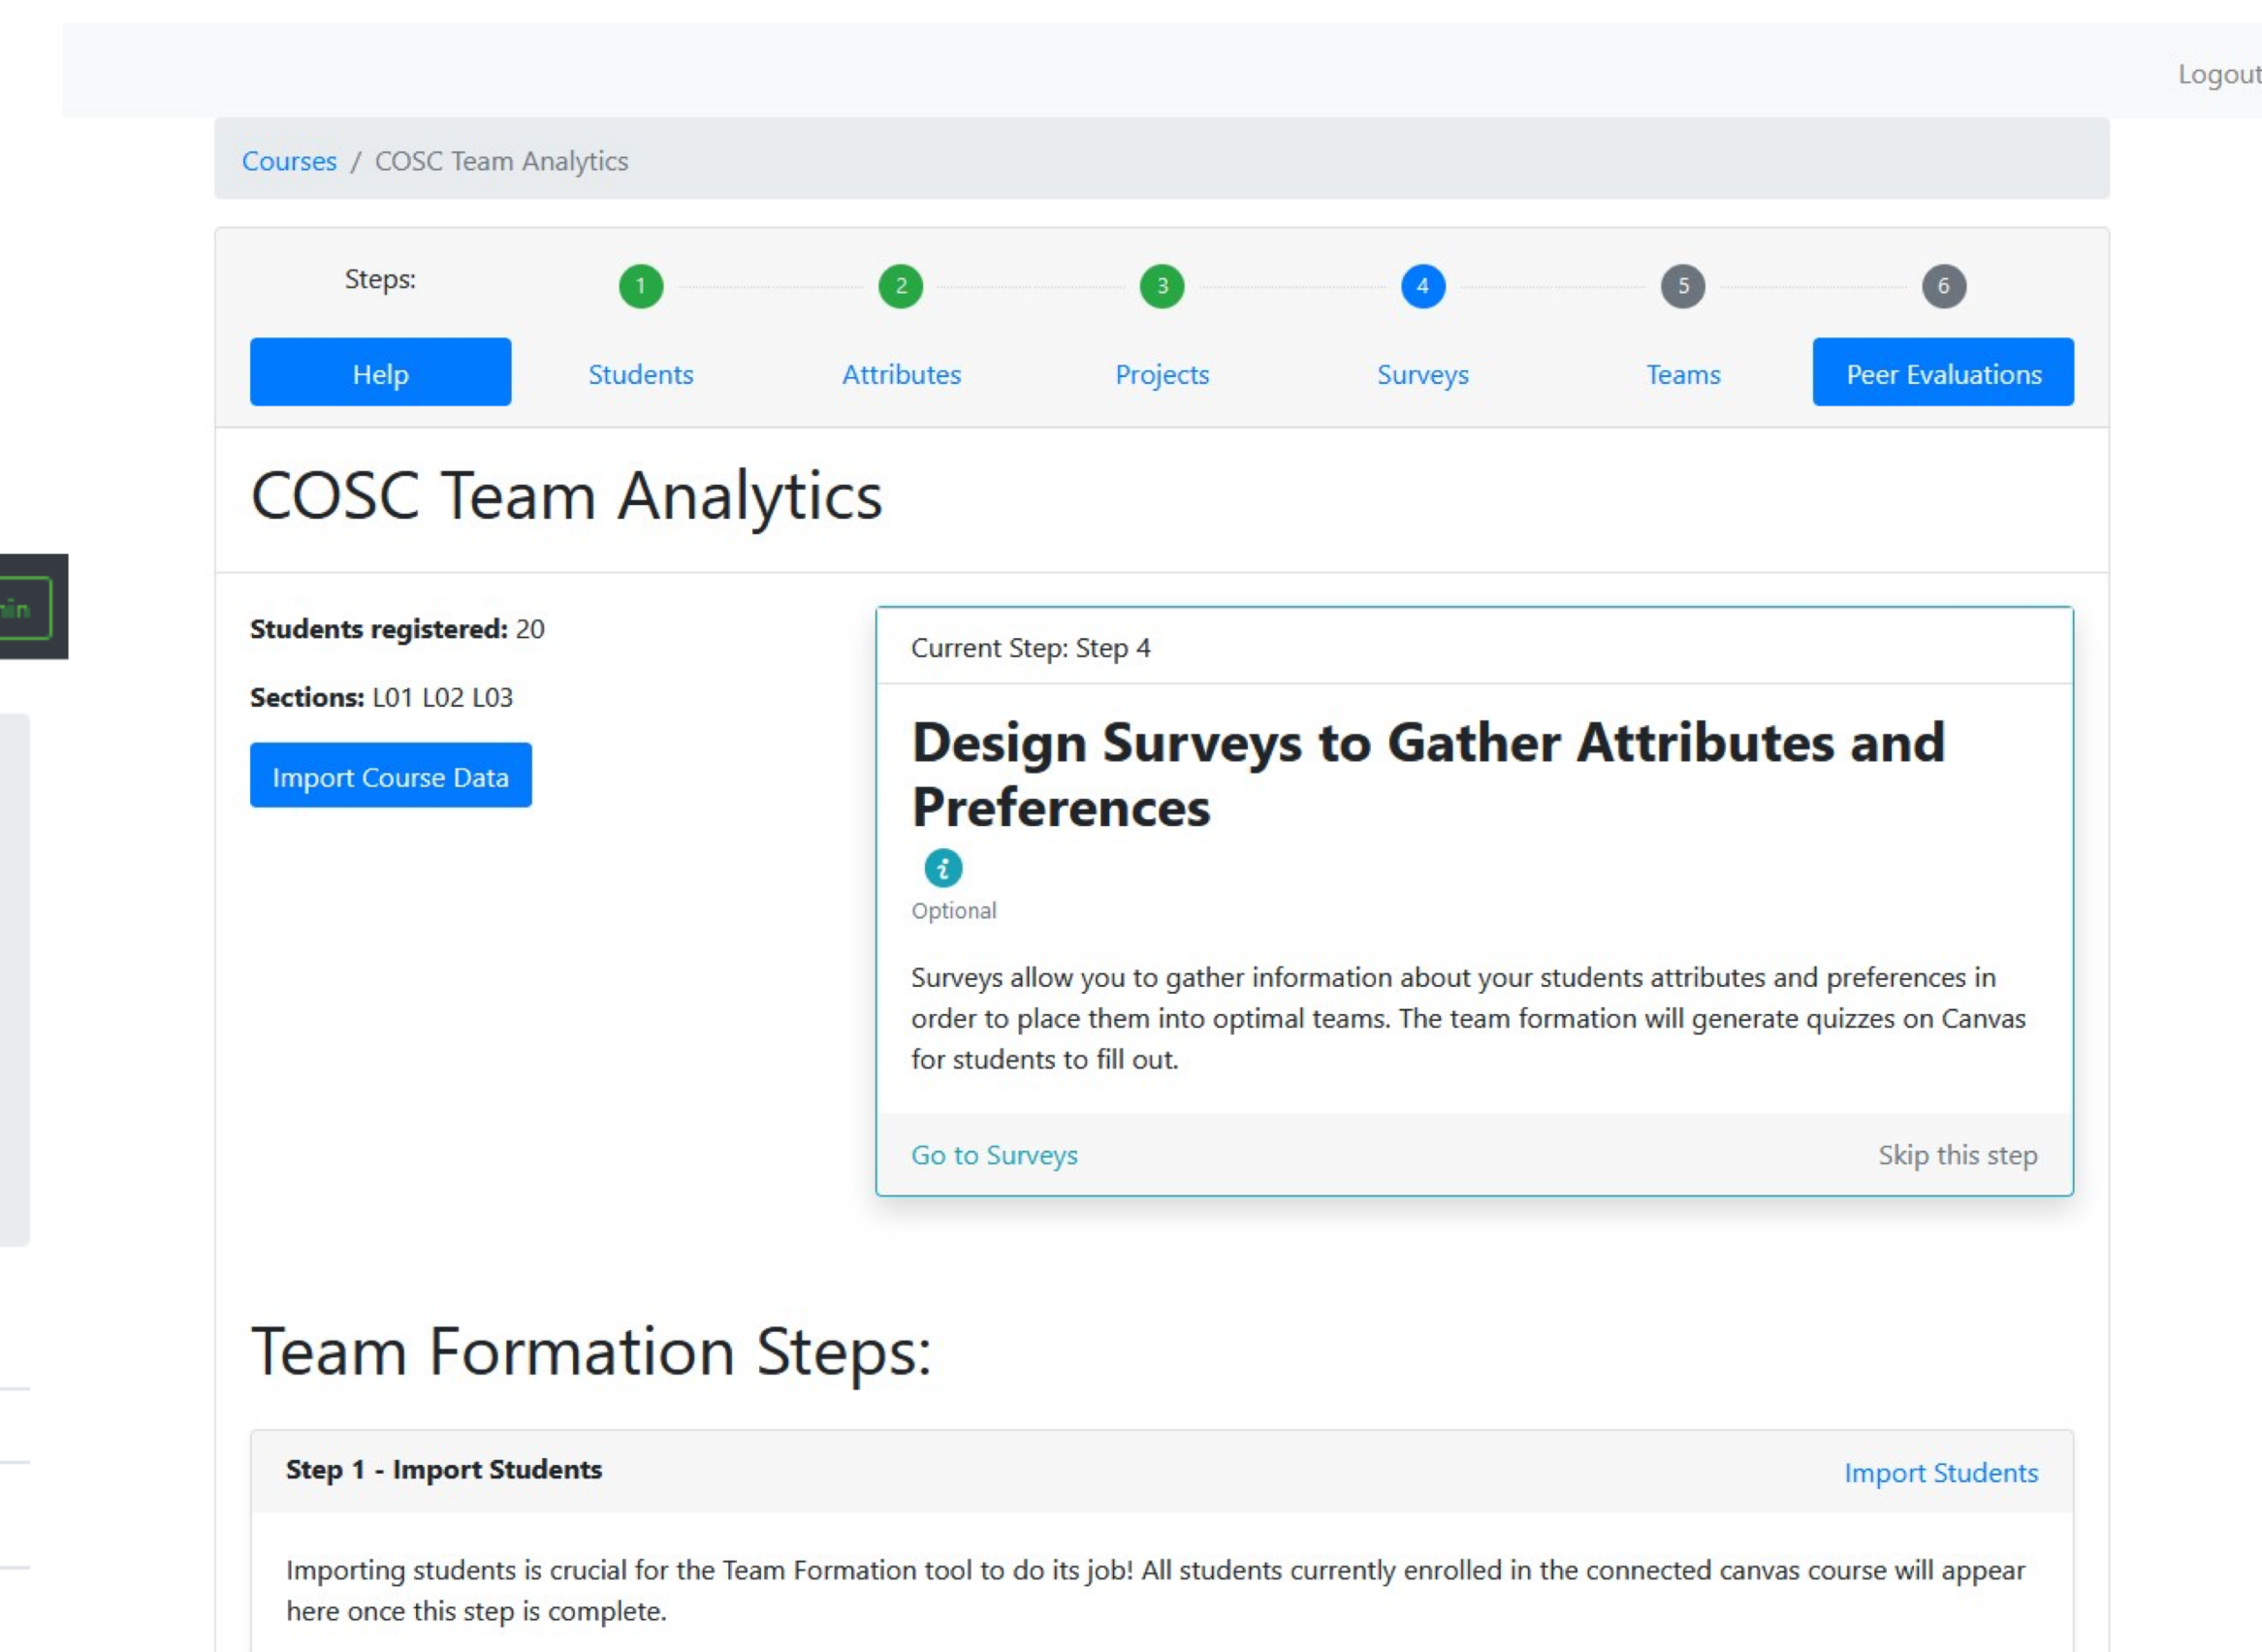 Logout
Courses / COSC Team Analytics
Steps: 1 2 3 4 5 6
Help Students Attributes Projects Surveys Teams Peer Evaluations
COSC Team Analytics
Students registered: 20
Sections: L01 L02 L03
Import Course Data
Current Step: Step 4
Design Surveys to Gather Attributes and
Preferences
i
Optional
Surveys allow you to gather information about your students attributes and preferences in
order to place them into optimal teams. The team formation will generate quizzes on Canvas
for students to fill out.
Go to Surveys Skip this step
Team Formation Steps:
Step 1 - Import Students Import Students
Importing students is crucial for the Team Formation tool to do its job! All students currently enrolled in the connected canvas course will appear
here once this step is complete.